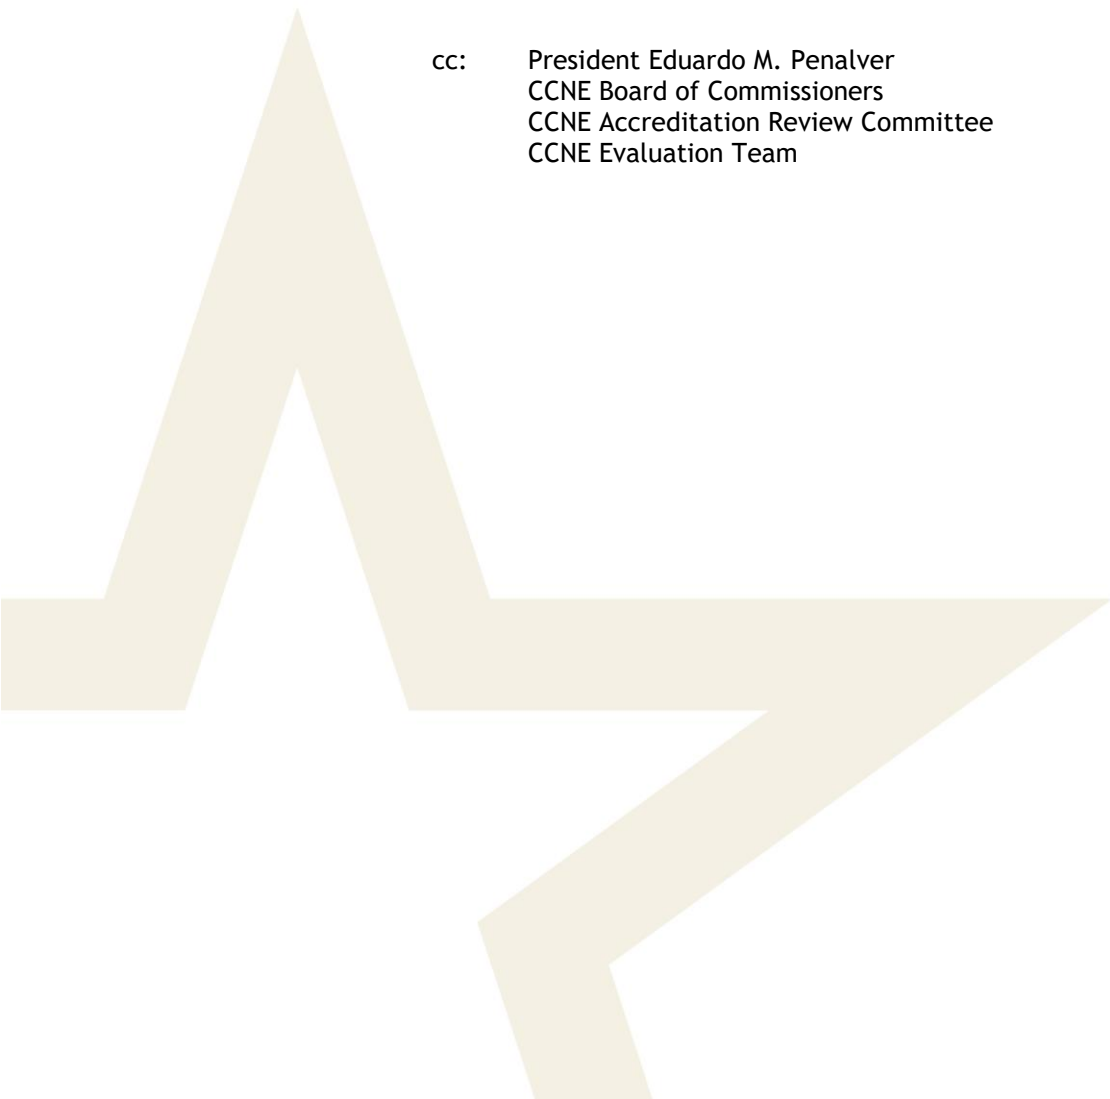 cc: President Eduardo M. Penalver
CCNE Board of Commissioners
CCNE Accreditation Review Committee
CCNE Evaluation Team